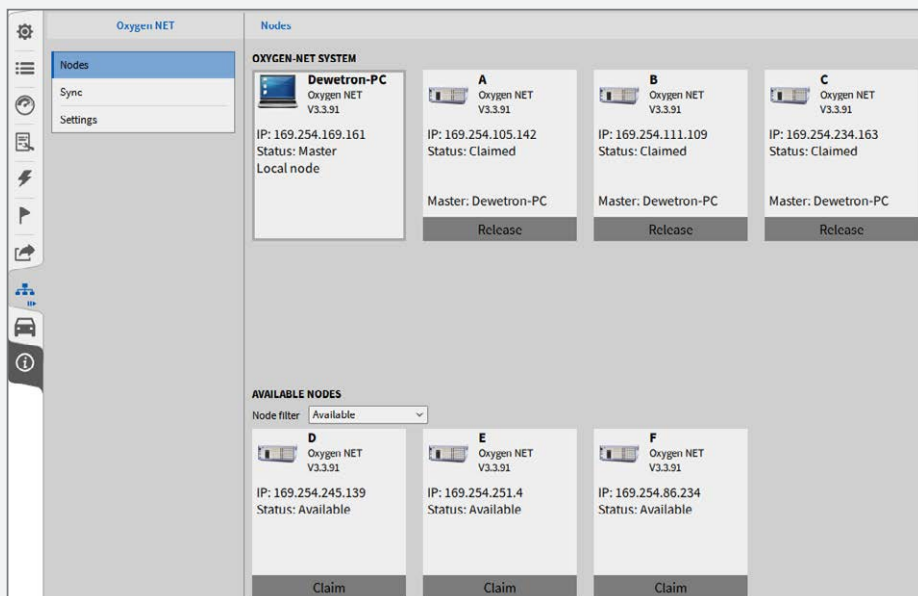 Oxygen NET
Nodes
Nodes
Sync
Settings
OXYGEN-NET SYSTEM
Dewetron-PC
Oxygen NET
V3.3.91
IP: 169.254.169.161
Status: Master
Local node
A
Oxygen NET
V3.3.91
IP: 169.254.105.142
Status: Claimed
Master: Dewetron-PC
Release
B
Oxygen NET
V3.3.91
IP: 169.254.111.109
Status: Claimed
Master: Dewetron-PC
Release
C
Oxygen NET
V3.3.91
IP: 169.254.234.163
Status: Claimed
Master: Dewetron-PC
Release
AVAILABLE NODES
Node filter Available
D
Oxygen NET
V3.3.91
IP: 169.254.245.139
Status: Available
Claim
E
Oxygen NET
V3.3.91
IP: 169.254.251.4
Status: Available
Claim
F
Oxygen NET
V3.3.91
IP: 169.254.86.234
Status: Available
Claim